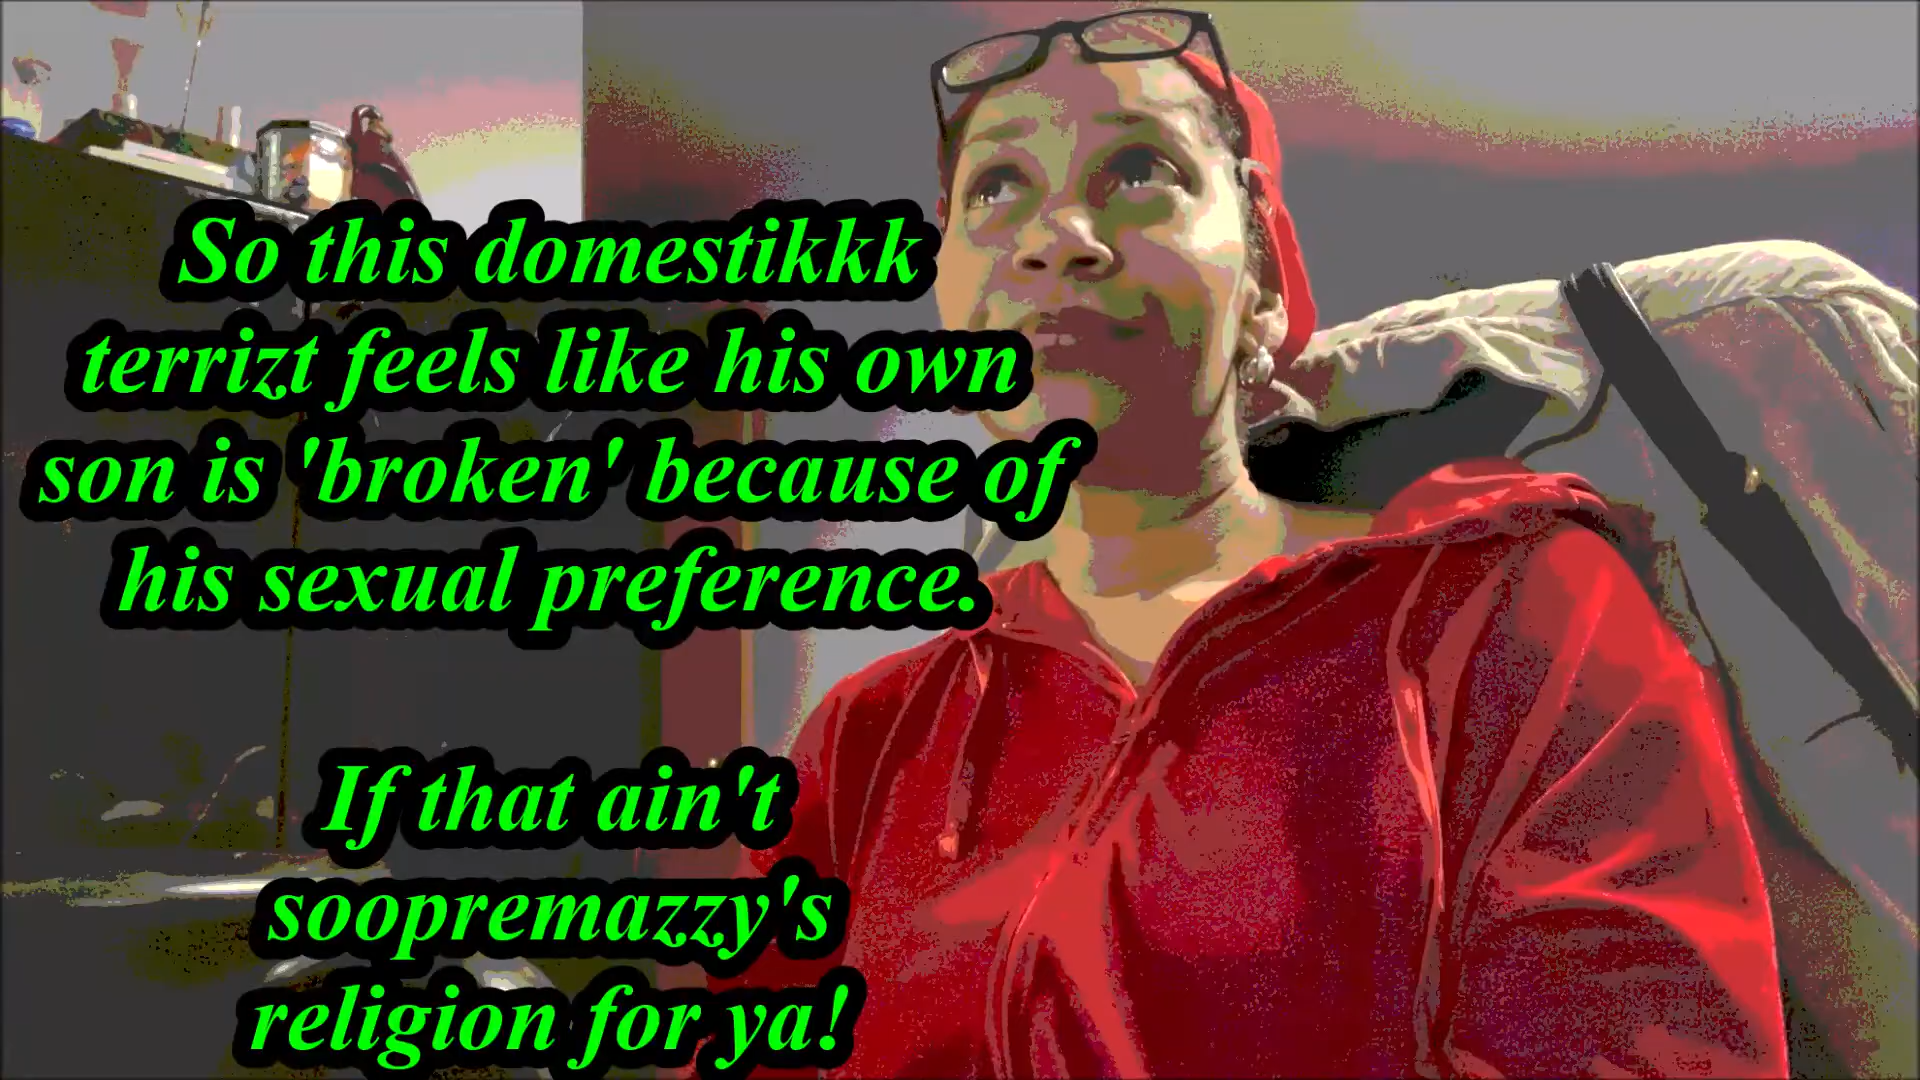 So this domestikkk
terrizt feels like his own
son is 'broken' because of
his sexual preference.
If that ain't
soopremazzy's
religion for ya!